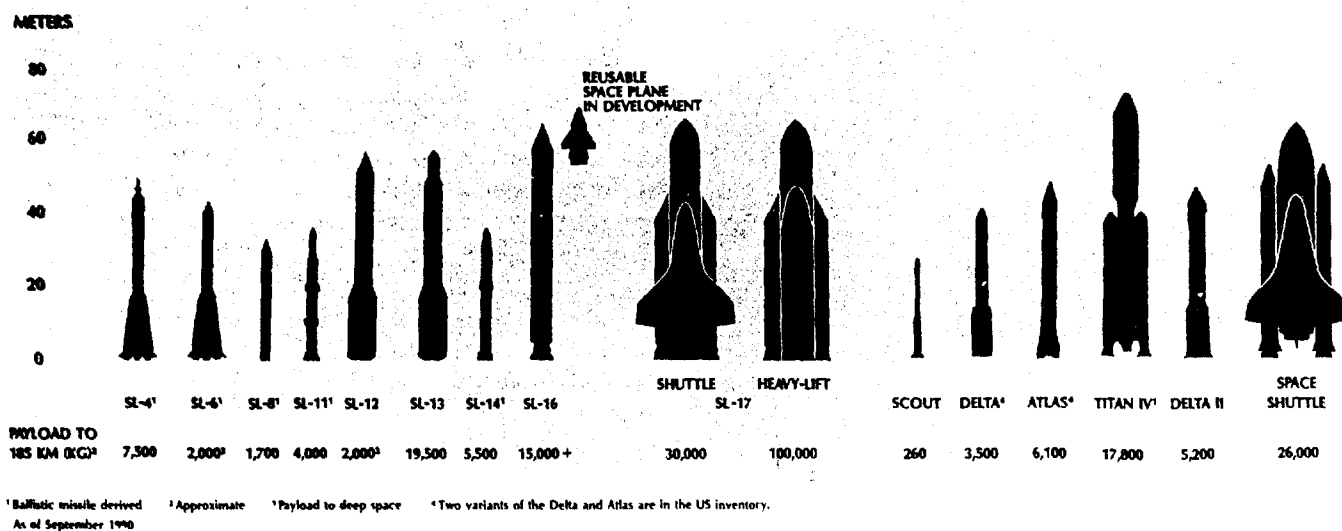 METERS
80
60
40
20
0
REUSABLE
SPACE PLANE
IN DEVELOPMENT
SHUTTLE HEAVY-LIFT
SL-4¹ SL-6¹ SL-8¹ SL-11¹ SL-12 SL-13 SL-14¹ SL-16 SL-17 SCOUT DELTA⁴ ATLAS⁴ TITAN IV¹ DELTA II SPACE SHUTTLE
PAYLOAD TO
185 KM (KG)² 7,500 2,000³ 1,700 4,000 2,000³ 19,500 5,500 15,000+ 30,000 100,000 260 3,500 6,100 17,800 5,200 26,000
¹ Ballistic missile derived ² Approximate ³ Payload to deep space ⁴ Two variants of the Delta and Atlas are in the US inventory.
As of September 1990